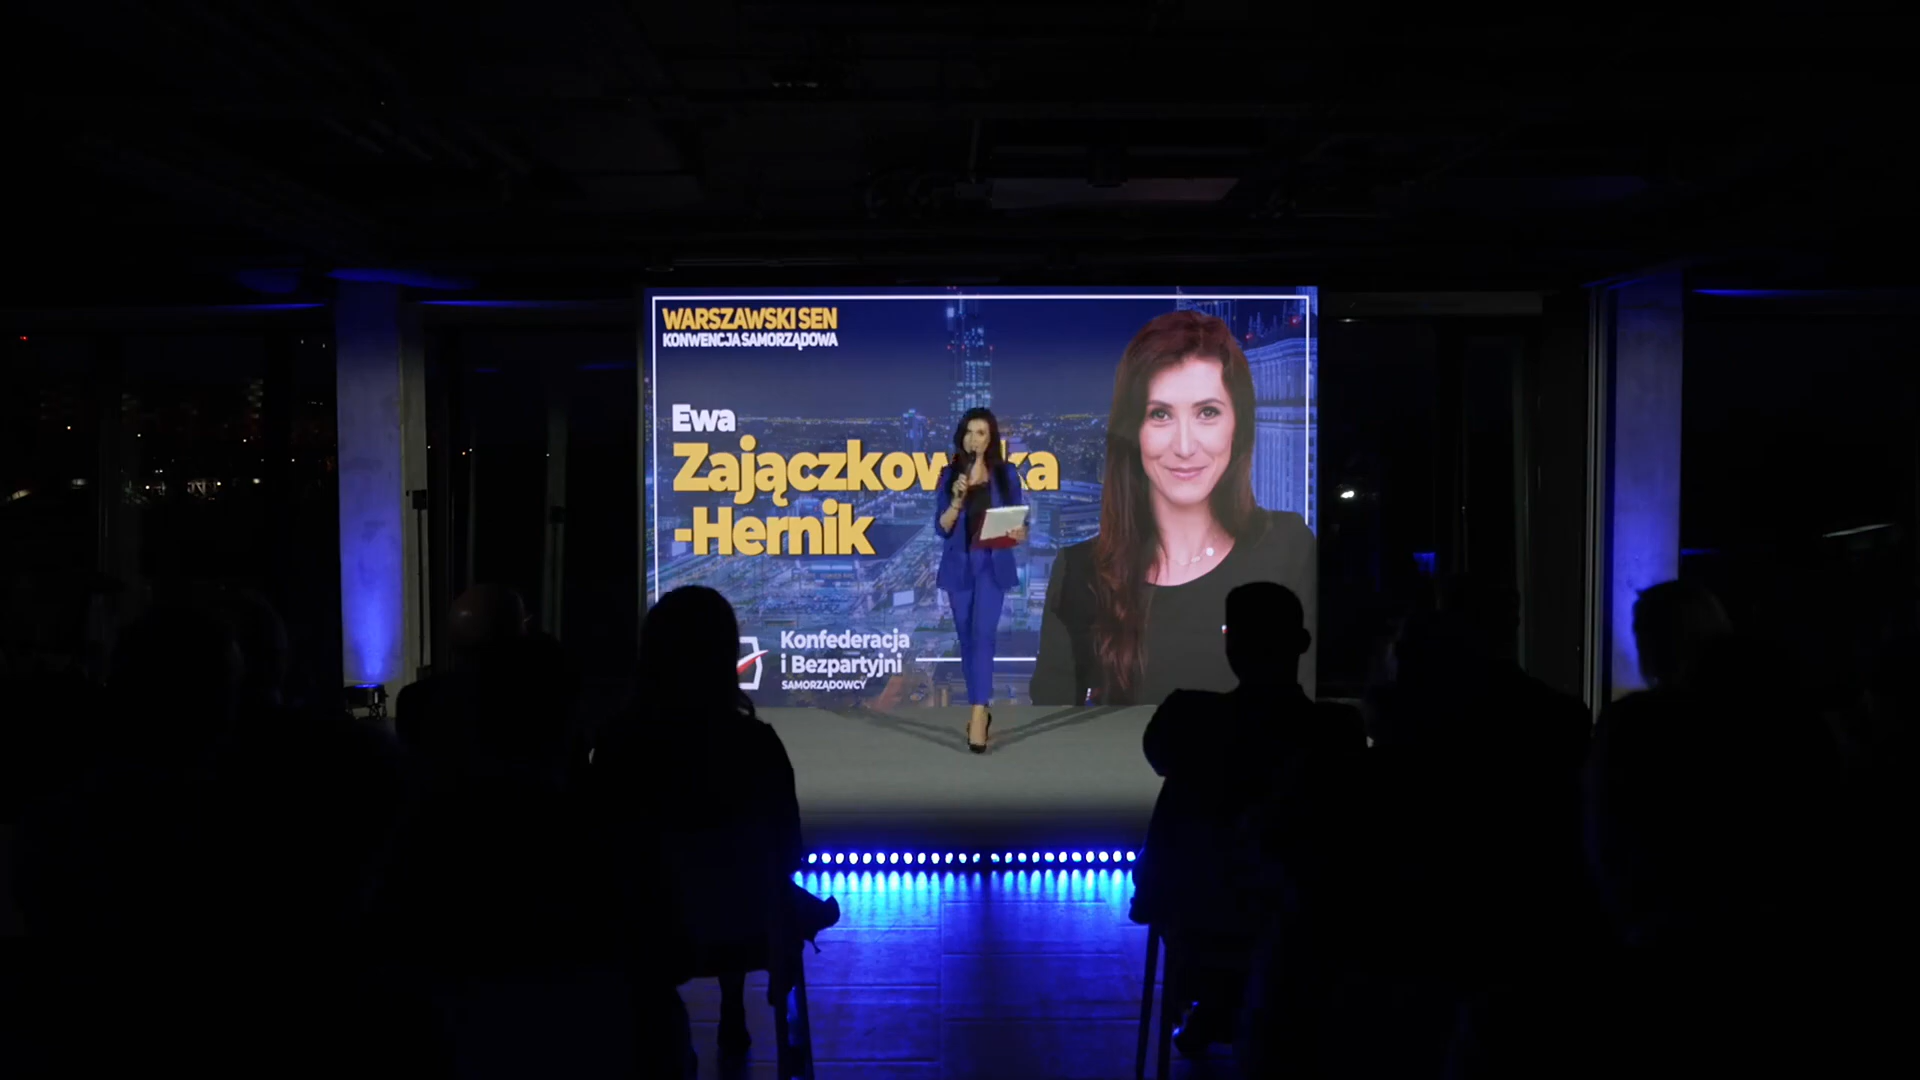 WARSZAWSKI SEN
KONWENCJA SAMORZĄDOWA
Ewa
Zajączkowska
-Hernik
Konfederacja
i Bezpartyjni
SAMORZĄDOWCY